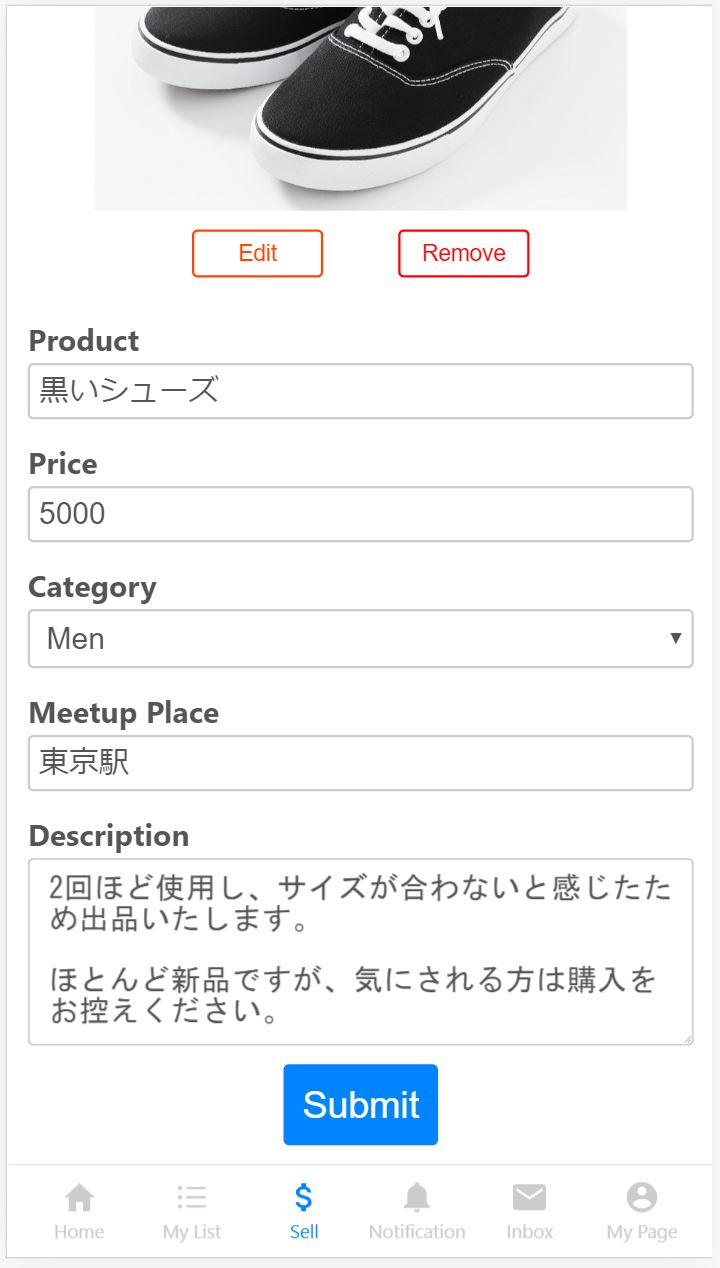 Edit
Remove
Product
黒いシューズ
Price
5000
Category
Men
Meetup Place
東京駅
Description
2回ほど使用し、サイズが合わないと感じたた
め出品いたします。
ほとんど新品ですが、気にされる方は購入を
お控えください。
Submit
Home
My List
Sell
Notification
Inbox
My Page